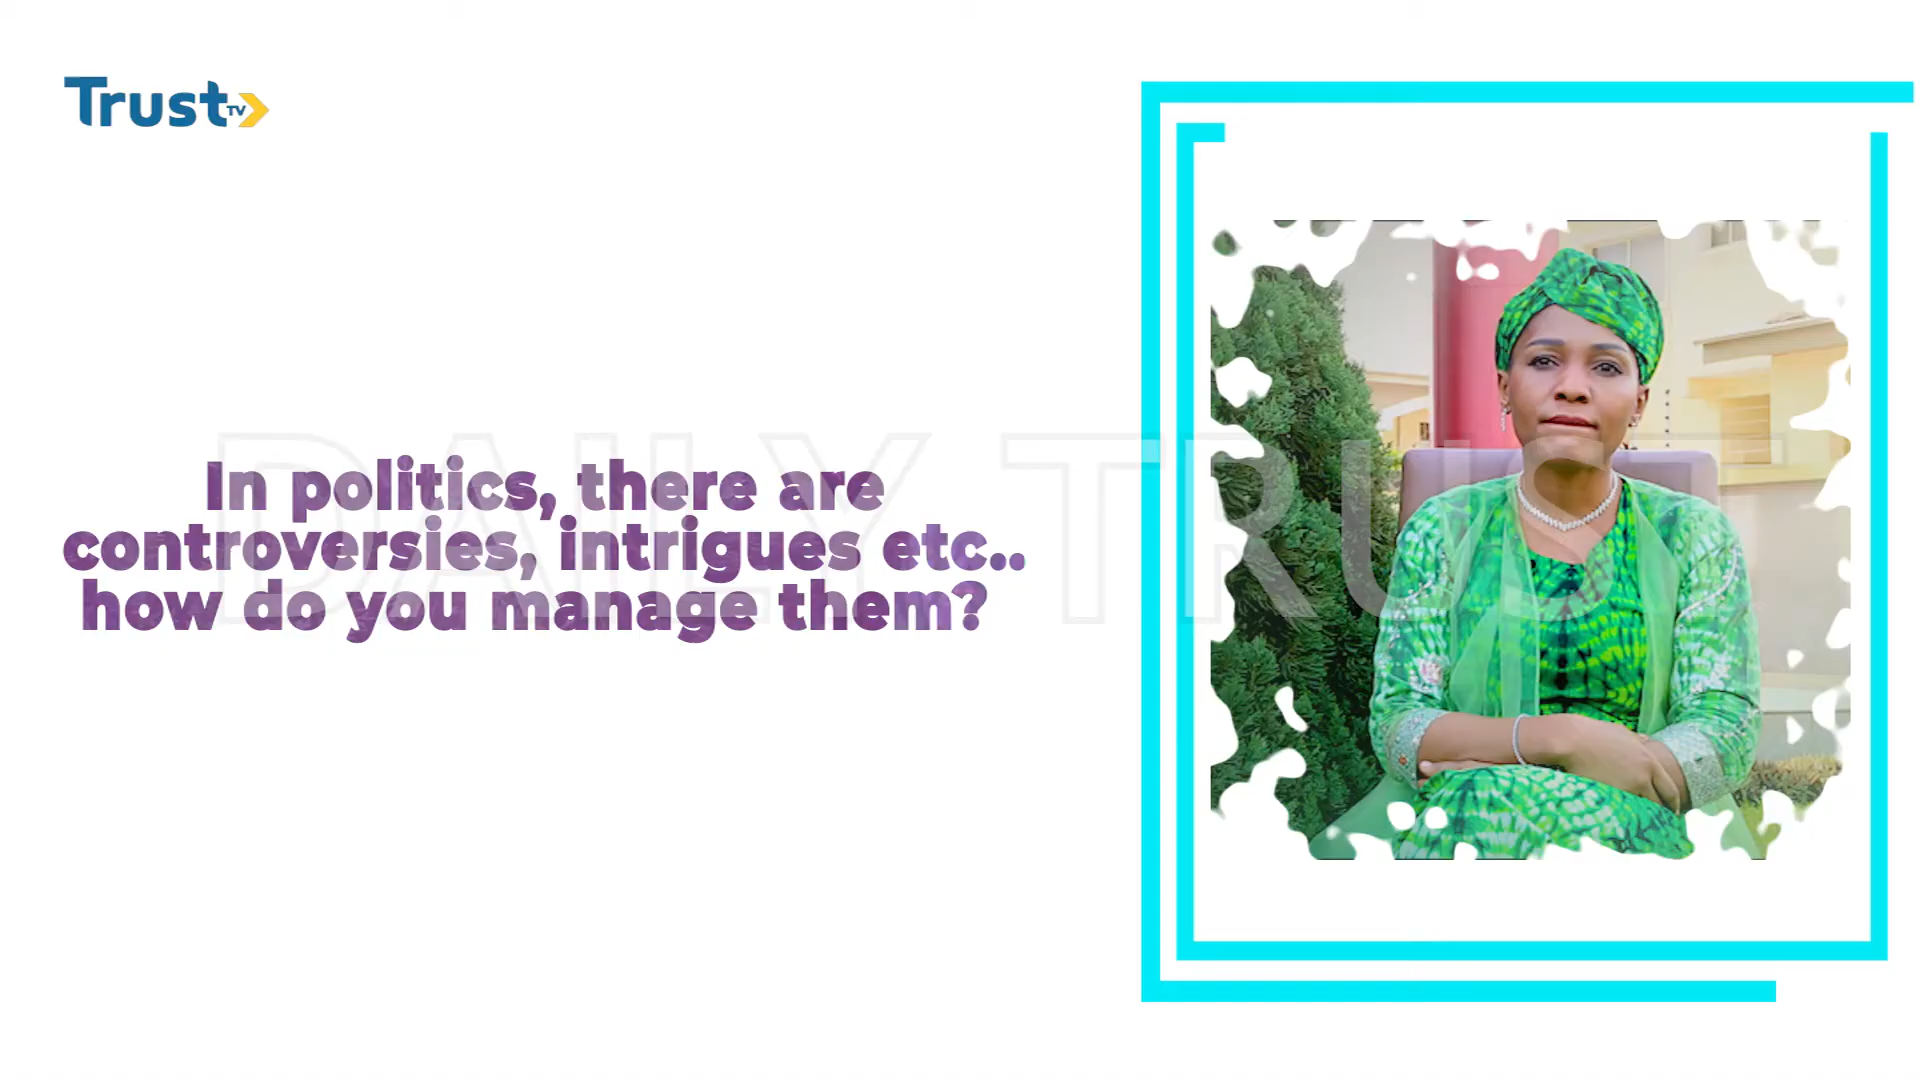 Trust TV
In politics, there are
controversies, intrigues etc..
how do you manage them?
DAILY TRUST